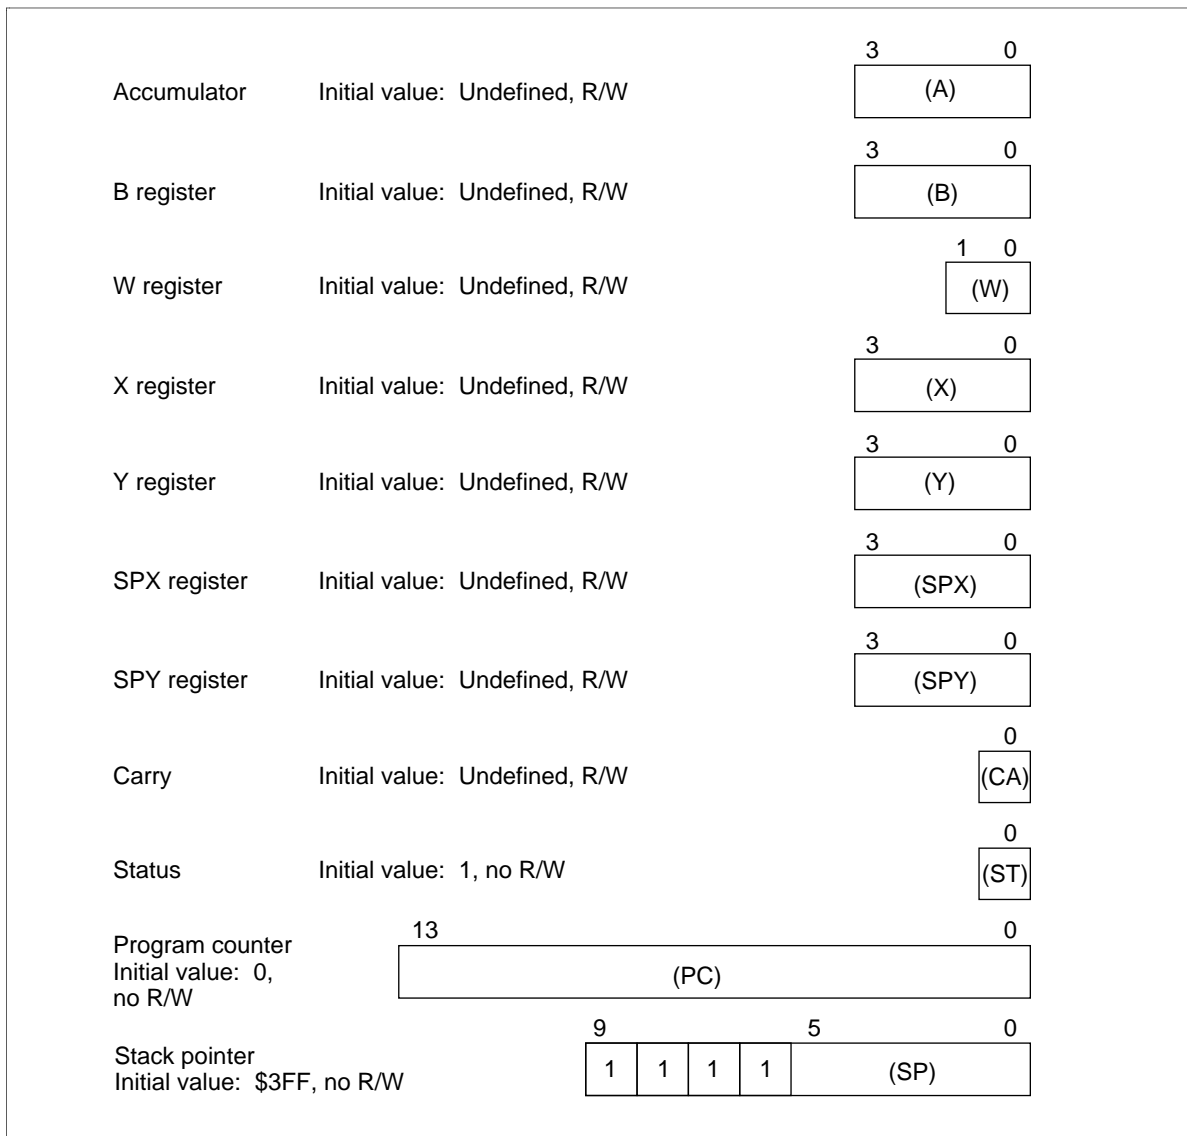 3 0
Accumulator Initial value: Undefined, R/W (A)
3 0
B register Initial value: Undefined, R/W (B)
1 0
W register Initial value: Undefined, R/W (W)
3 0
X register Initial value: Undefined, R/W (X)
3 0
Y register Initial value: Undefined, R/W (Y)
3 0
SPX register Initial value: Undefined, R/W (SPX)
3 0
SPY register Initial value: Undefined, R/W (SPY)
0
Carry Initial value: Undefined, R/W (CA)
0
Status Initial value: 1, no R/W (ST)
13 0
Program counter
Initial value: 0,
no R/W
(PC)
9 5 0
Stack pointer
Initial value: $3FF, no R/W
1 1 1 1 (SP)